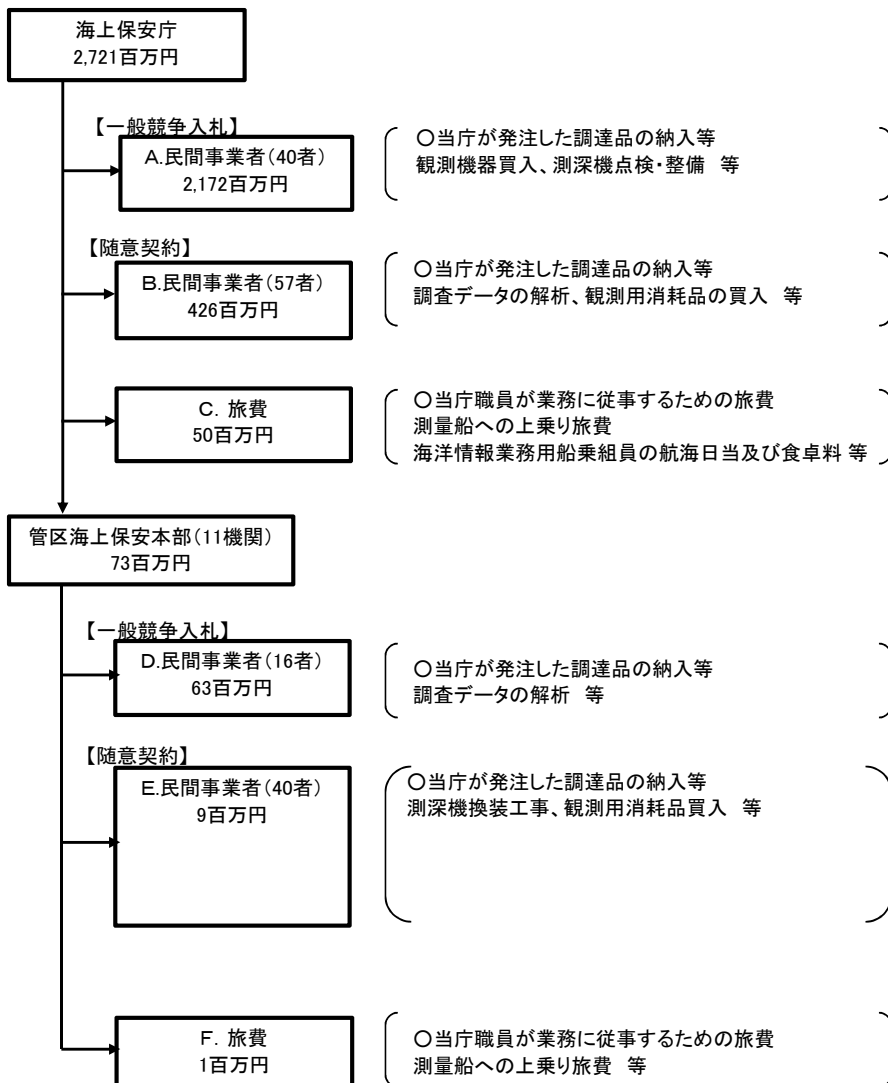 海上保安庁
2,721百万円
【一般競争入札】
A.民間事業者(40者)
2,172百万円
○当庁が発注した調達品の納入等
観測機器買入、測深機点検・整備　等
【随意契約】
B.民間事業者(57者)
426百万円
○当庁が発注した調達品の納入等
調査データの解析、観測用消耗品の買入　等
C. 旅費
50百万円
○当庁職員が業務に従事するための旅費
測量船への上乗り旅費
海洋情報業務用船乗組員の航海日当及び食卓料 等
管区海上保安本部(11機関)
73百万円
【一般競争入札】
D.民間事業者(16者)
63百万円
○当庁が発注した調達品の納入等
調査データの解析　等
【随意契約】
E.民間事業者(40者)
9百万円
○当庁が発注した調達品の納入等
測深機換装工事、観測用消耗品買入　等
F. 旅費
1百万円
○当庁職員が業務に従事するための旅費
測量船への上乗り旅費　等